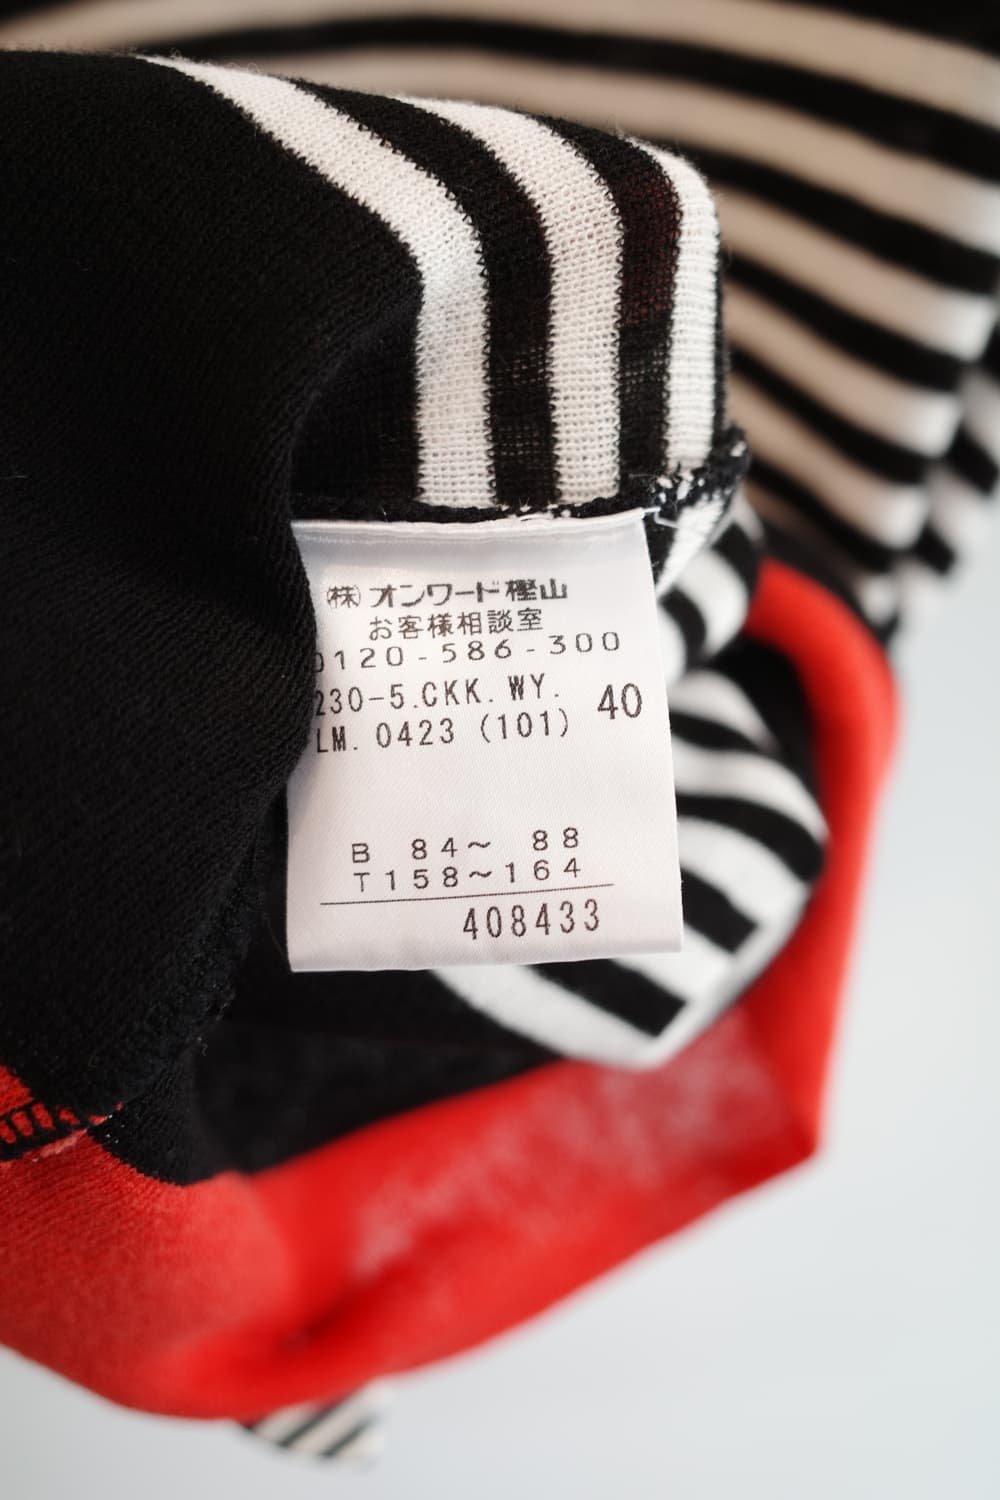 ㈱オンワード樫山
お客様相談室
0120-586-300
230-5.CKK.WY.
LM.0423 (101)
40
B 84〜 88
T158〜164
408433